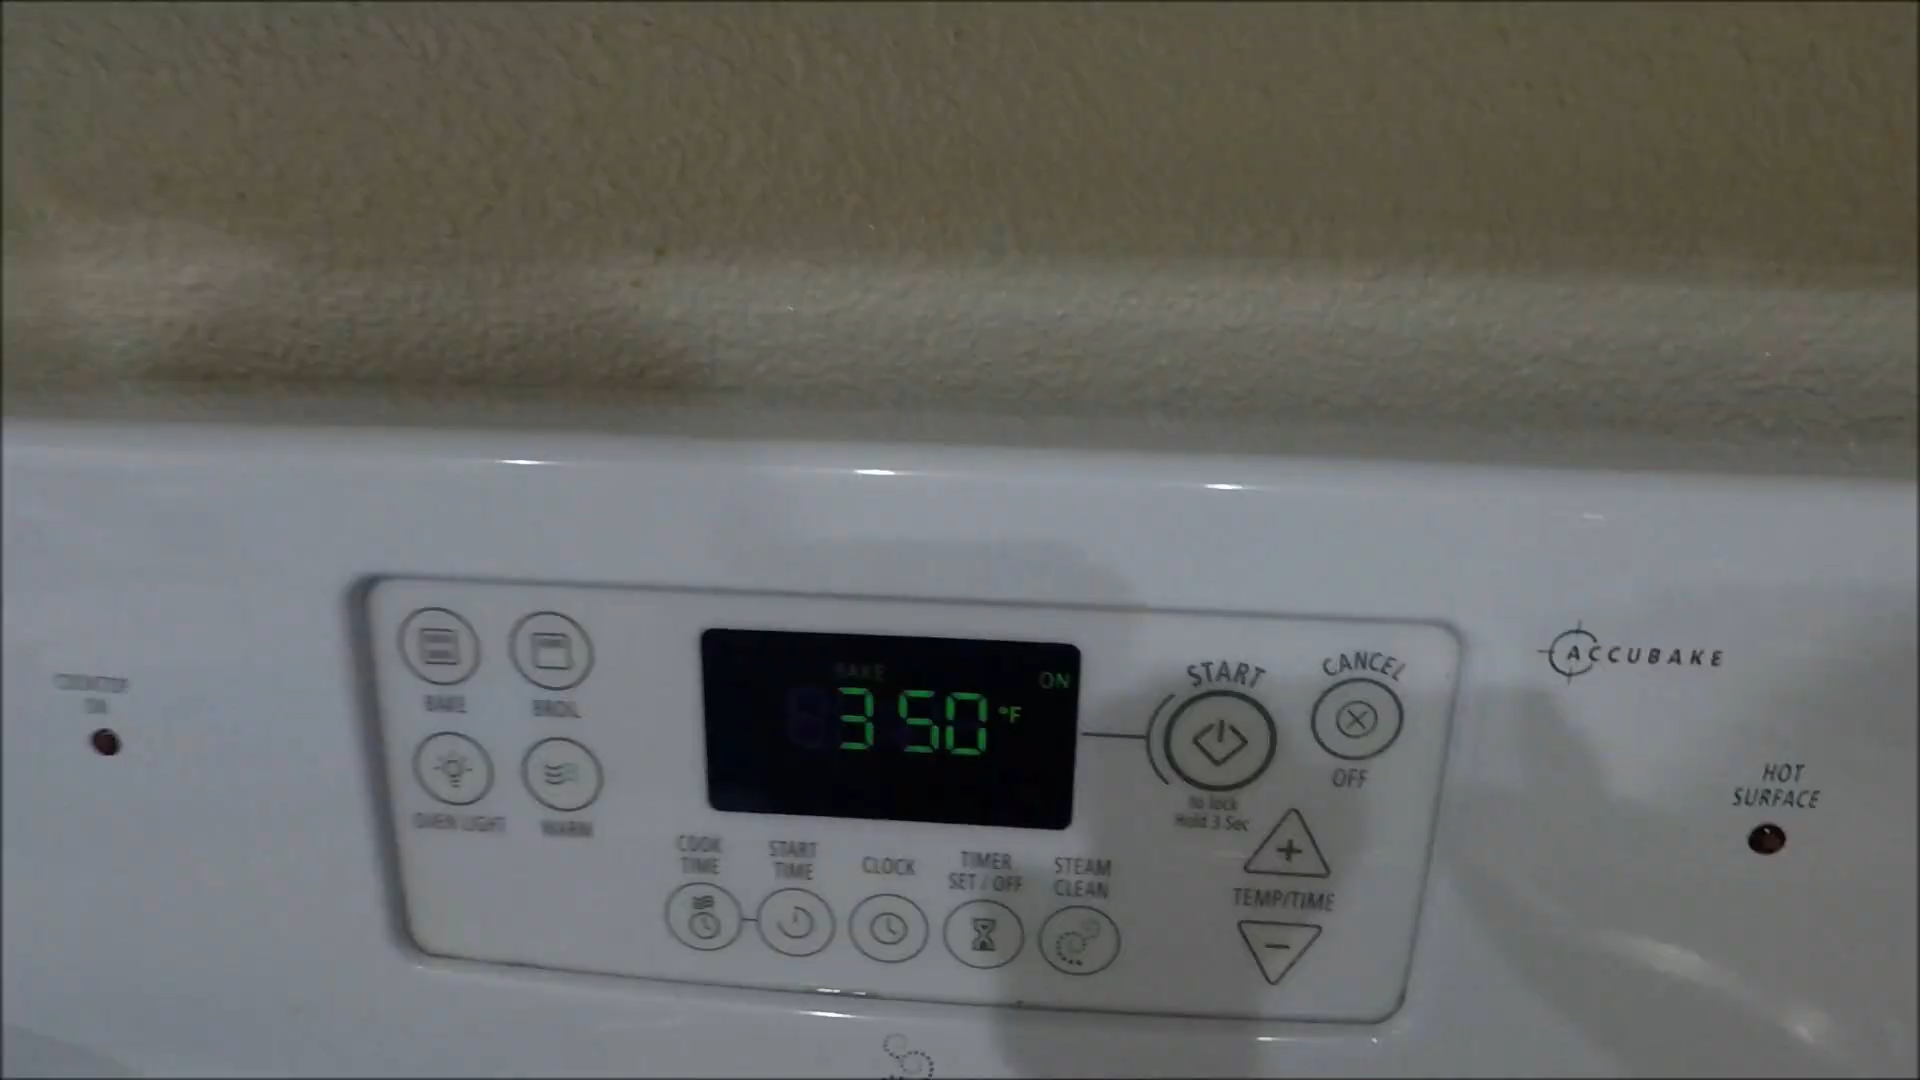 BAKE
ON
350 °F
START
CANCEL
OFF
to lock
Hold 3 Sec
TEMP/TIME
BAKE
BROIL
OVEN LIGHT
WARM
COOK
TIME
START
TIME
CLOCK
TIMER
SET / OFF
STEAM
CLEAN
COOKTOP
ON
ACCUBAKE
HOT
SURFACE